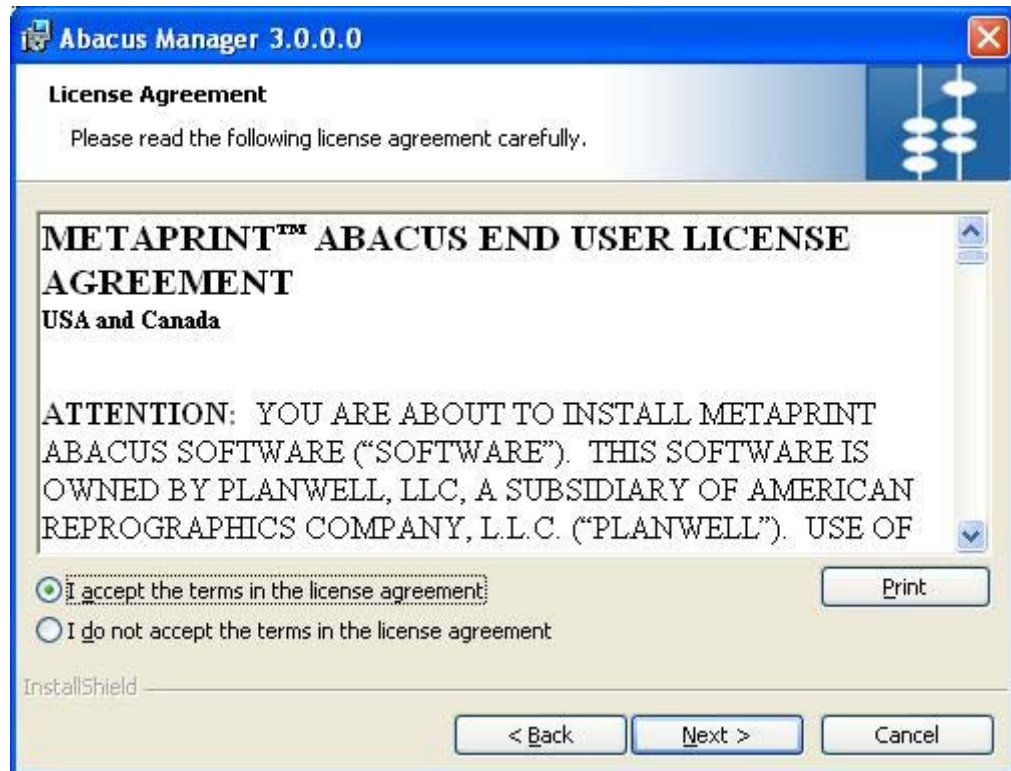 Abacus Manager 3.0.0.0
License Agreement
Please read the following license agreement carefully.
METAPRINT™ ABACUS END USER LICENSE
AGREEMENT
USA and Canada
ATTENTION:  YOU ARE ABOUT TO INSTALL METAPRINT
ABACUS SOFTWARE (“SOFTWARE”).  THIS SOFTWARE IS
OWNED BY PLANWELL, LLC, A SUBSIDIARY OF AMERICAN
REPROGRAPHICS COMPANY, L.L.C. (“PLANWELL”).  USE OF
I accept the terms in the license agreement
Print
I do not accept the terms in the license agreement
InstallShield
< Back
Next >
Cancel